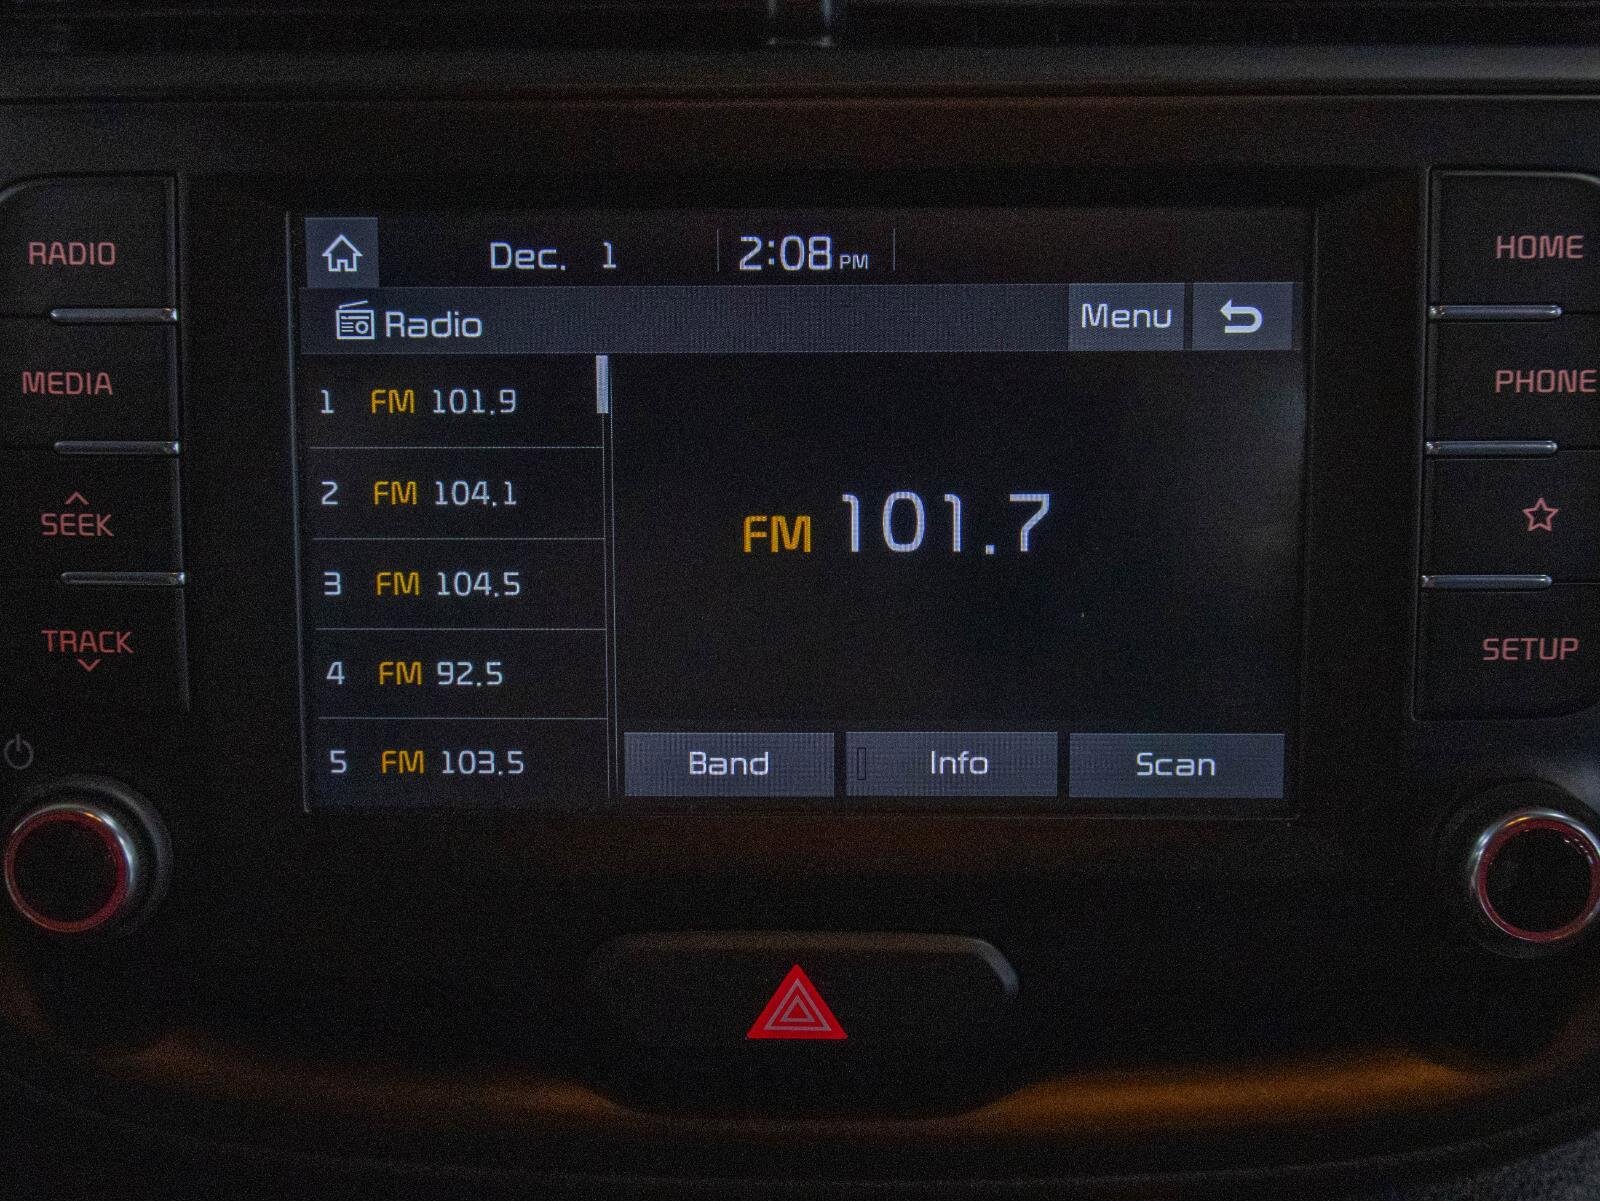 Dec. 1 2:08 PM
Radio Menu
1 FM 101.9
2 FM 104.1
3 FM 104.5
4 FM 92.5
5 FM 103.5
FM 101.7
Band Info Scan
RADIO
MEDIA
SEEK
TRACK
HOME
PHONE
SETUP